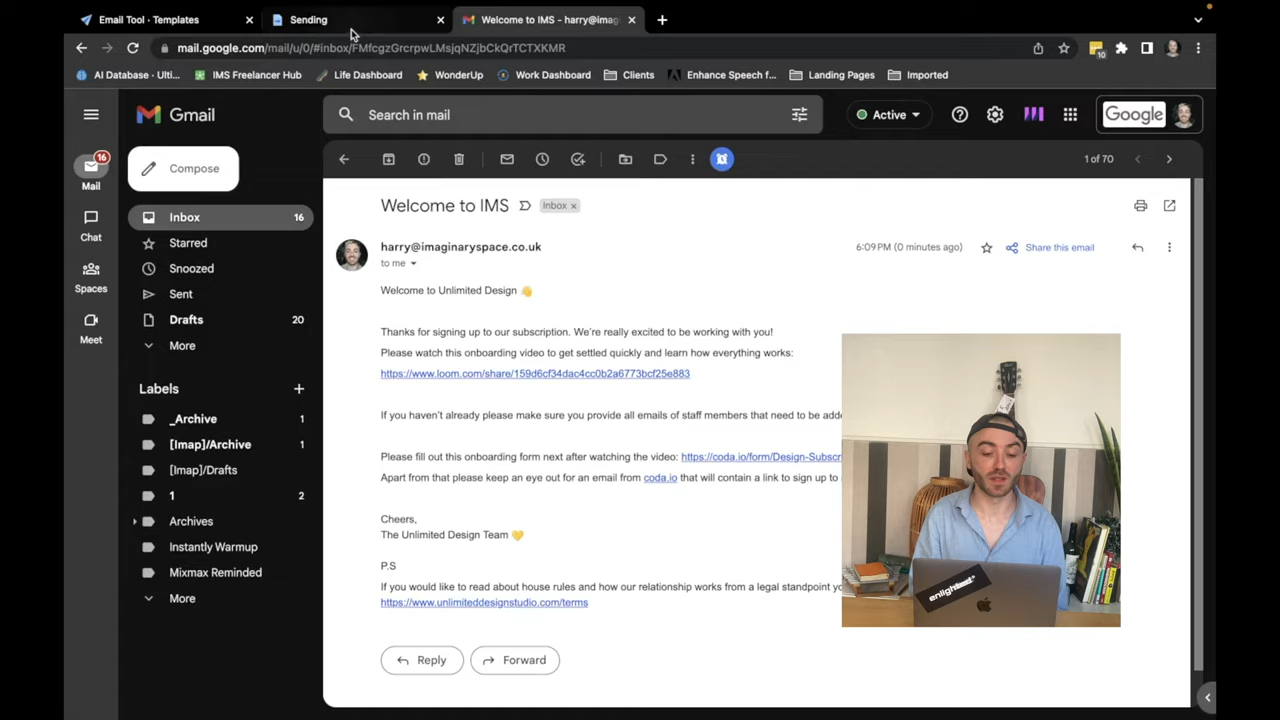 Email Tool · Templates
Sending
Welcome to IMS - harry@imag
mail.google.com/mail/u/0/#inbox/FMfcgzGrcrpwLMsjqNZjbCkQrTCTXKMR
10
AI Database · Ulti...
IMS Freelancer Hub
Life Dashboard
WonderUp
Work Dashboard
Clients
Enhance Speech f...
Landing Pages
Imported
Gmail
Search in mail
Active
Google
16
Mail
Compose
1 of 70
Chat
Inbox 16
Welcome to IMS
Inbox
Starred
harry@imaginaryspace.co.uk
6:09 PM (0 minutes ago)
Share this email
to me
Spaces
Snoozed
Sent
Welcome to Unlimited Design 👋
Meet
Drafts 20
Thanks for signing up to our subscription. We're really excited to be working with you!
More
Please watch this onboarding video to get settled quickly and learn how everything works:
https://www.loom.com/share/159d6cf34dac4cc0b2a6773bcf25e883
Labels
_Archive 1
If you haven't already please make sure you provide all emails of staff members that need to be adde
[Imap]/Archive 1
Please fill out this onboarding form next after watching the video: https://coda.io/form/Design-Subscr
[Imap]/Drafts
Apart from that please keep an eye out for an email from coda.io that will contain a link to sign up to
1 2
Archives
Cheers,
The Unlimited Design Team 💛
Instantly Warmup
P.S
Mixmax Reminded
If you would like to read about house rules and how our relationship works from a legal standpoint yo
https://www.unlimiteddesignstudio.com/terms
More
Reply
Forward